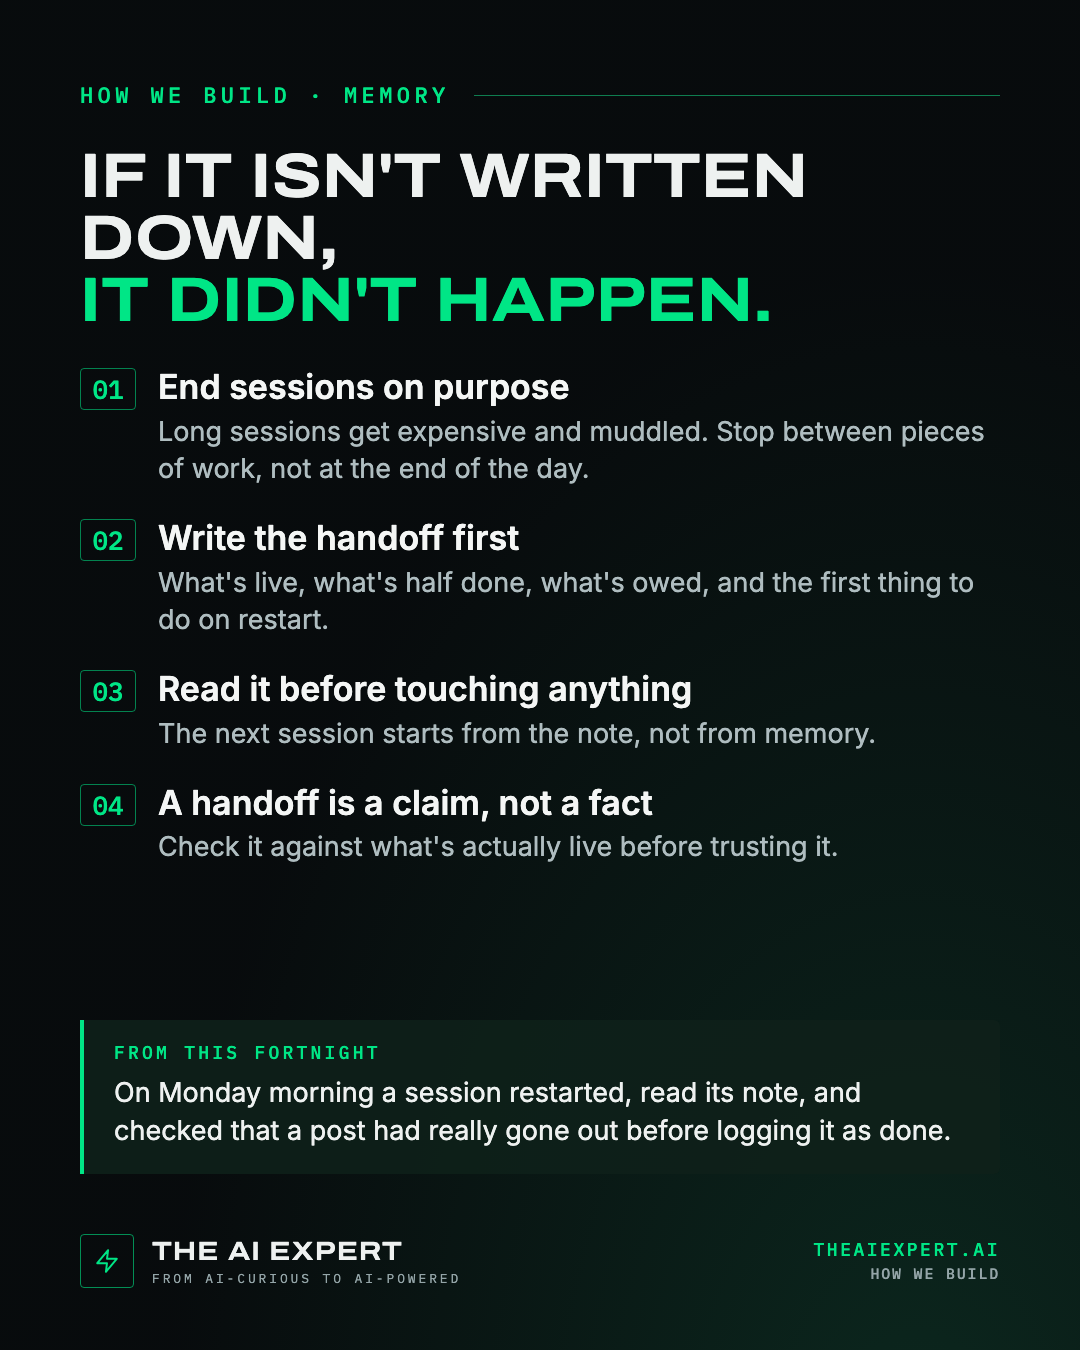 HOW WE BUILD · MEMORY
IF IT ISN'T WRITTEN
DOWN,
IT DIDN'T HAPPEN.
01 End sessions on purpose
Long sessions get expensive and muddled. Stop between pieces
of work, not at the end of the day.
02 Write the handoff first
What's live, what's half done, what's owed, and the first thing to
do on restart.
03 Read it before touching anything
The next session starts from the note, not from memory.
04 A handoff is a claim, not a fact
Check it against what's actually live before trusting it.
FROM THIS FORTNIGHT
On Monday morning a session restarted, read its note, and
checked that a post had really gone out before logging it as done.
THE AI EXPERT
FROM AI-CURIOUS TO AI-POWERED
THEAIEXPERT.AI
HOW WE BUILD